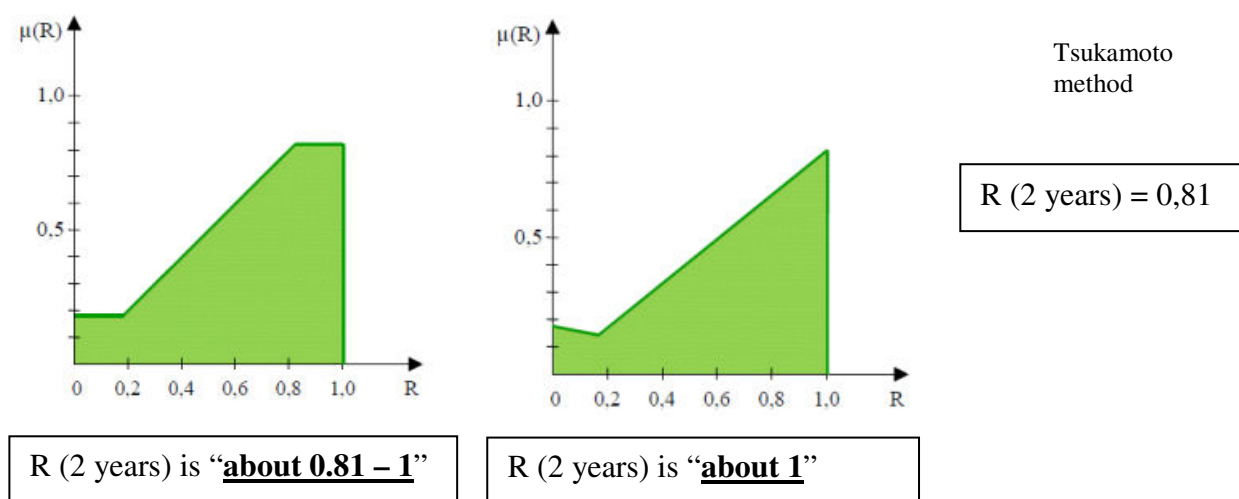 μ(R)
1,0
0,5
0 0,2 0,4 0,6 0,8 1,0 R
R (2 years) is “about 0.81 – 1”
μ(R)
1,0
0,5
0 0,2 0,4 0,6 0,8 1,0 R
R (2 years) is “about 1”
Tsukamoto
method
R (2 years) = 0,81